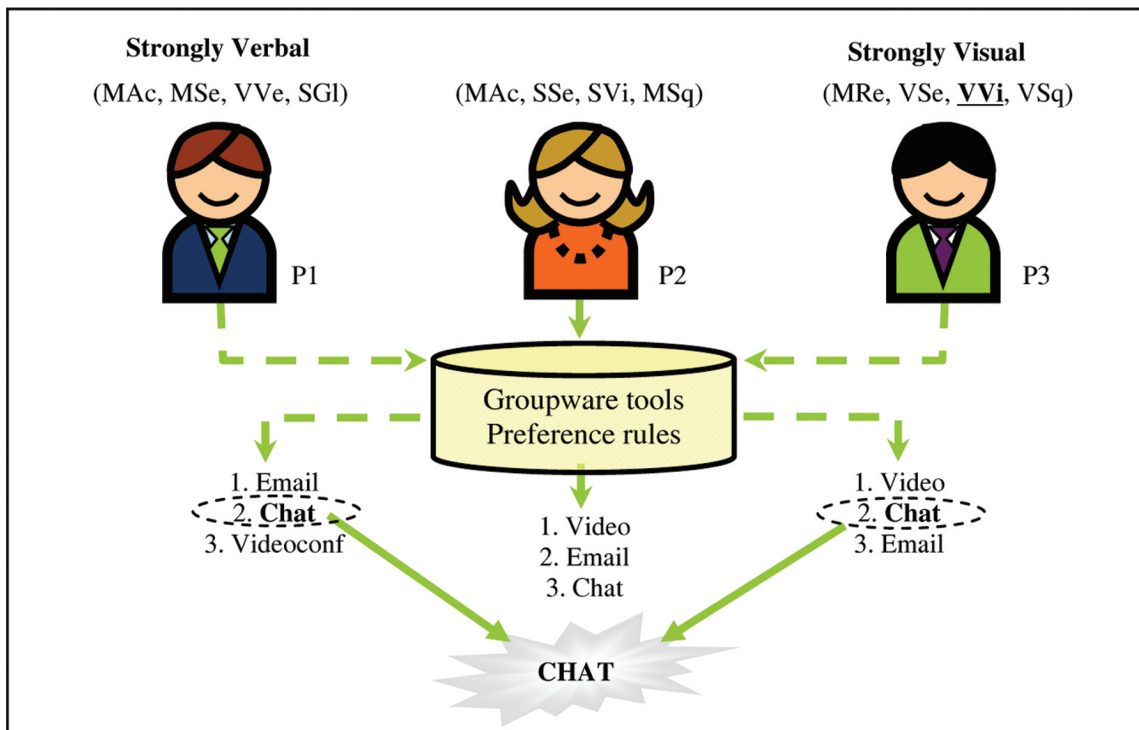 Strongly Verbal
(MAc, MSe, VVe, SGl)
(MAc, SSe, SVi, MSq)
Strongly Visual
(MRe, VSe, VVi, VSq)
P1
P2
P3
Groupware tools
Preference rules
1. Email
2. Chat
3. Videoconf
1. Video
2. Email
3. Chat
1. Video
2. Chat
3. Email
CHAT